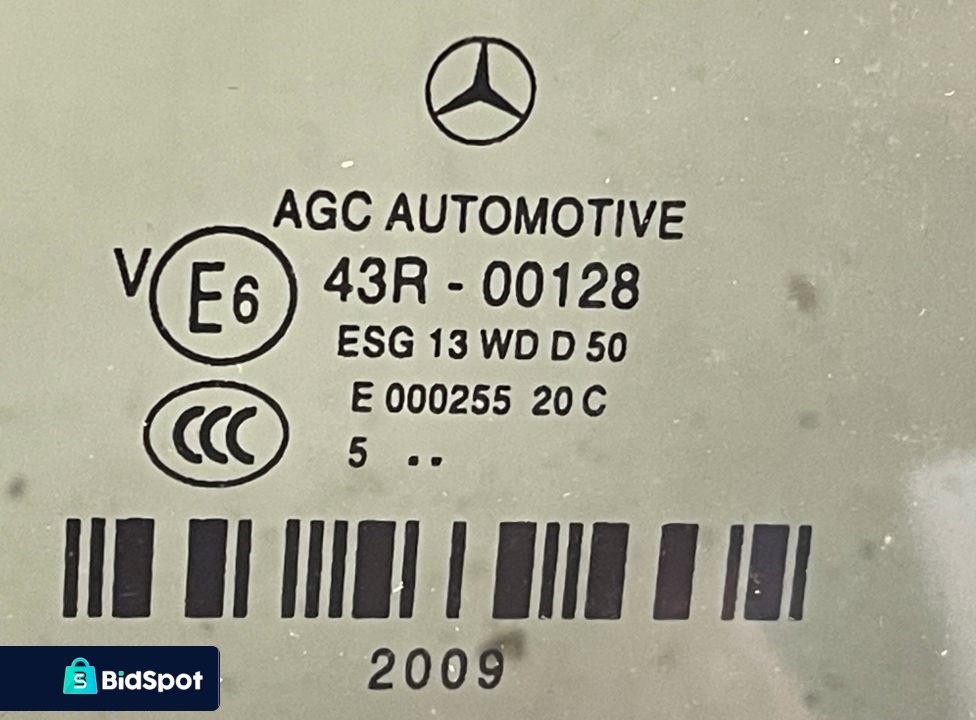 AGC AUTOMOTIVE
V E6 43R - 00128
ESG 13 WD D 50
E 000255 20 C
CCC 5 ..
2009
BidSpot